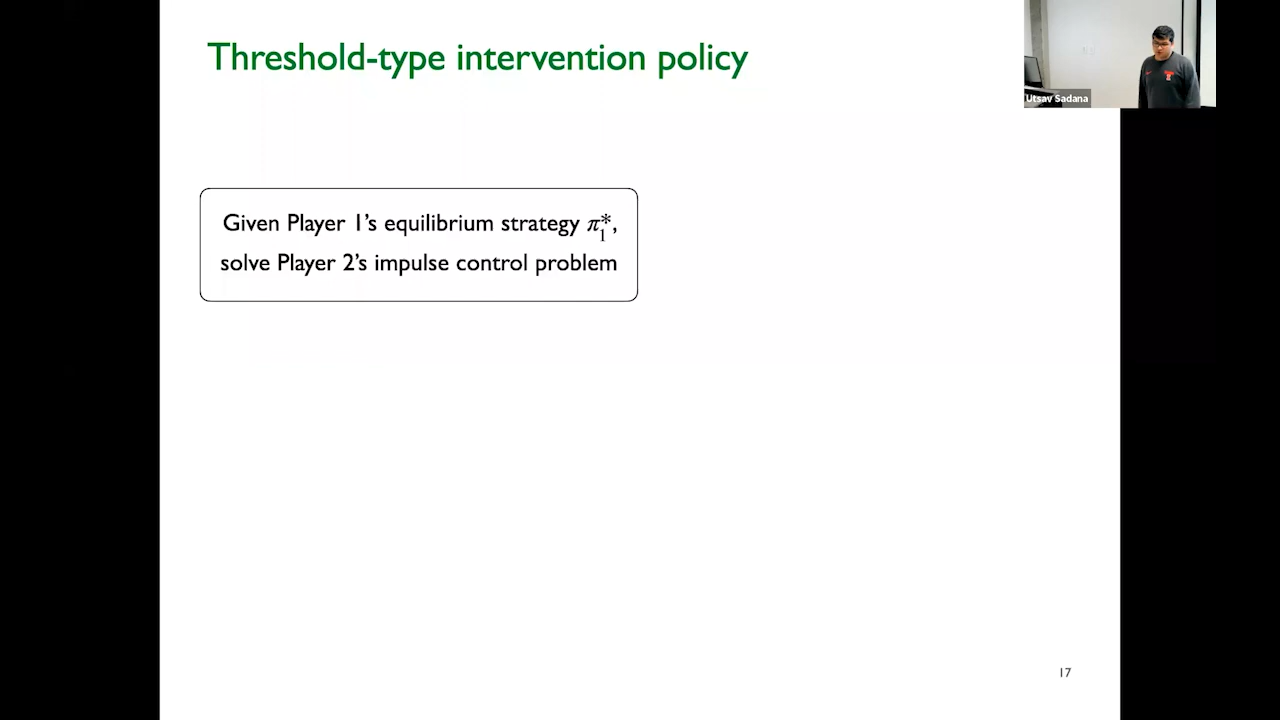 Threshold-type intervention policy
Utsav Sadana
Given Player 1's equilibrium strategy π₁*,
solve Player 2's impulse control problem
17